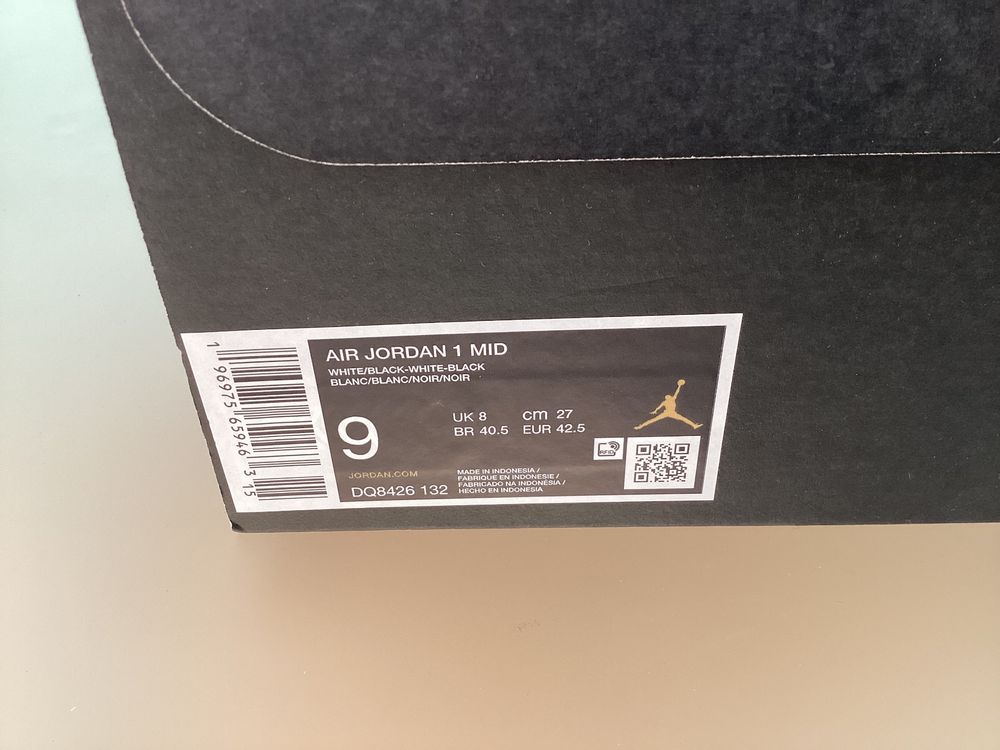 AIR JORDAN 1 MID
WHITE/BLACK-WHITE-BLACK
BLANC/BLANC/NOIR/NOIR
9
UK 8 cm 27
BR 40.5 EUR 42.5
RFID
JORDAN.COM
DQ8426 132
MADE IN INDONESIA /
FABRIQUE EN INDONESIE /
FABRICADO NA INDONÉSIA /
HECHO EN INDONESIA
1 96975 65946 3 15